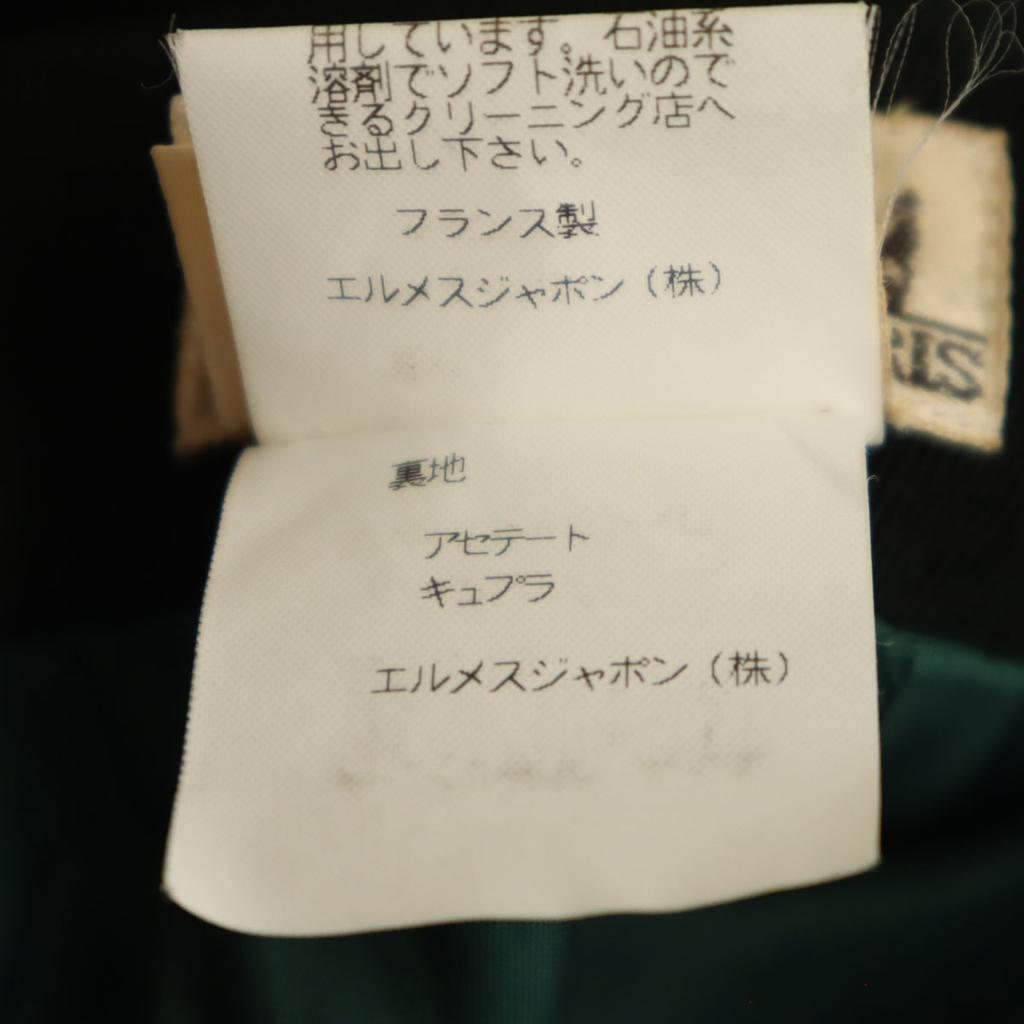 用しています。石油系
溶剤でソフト洗いので
きるクリーニング店へ
お出し下さい。
フランス製
エルメスジャポン（株）
裏地
アセテート
キュプラ
エルメスジャポン（株）